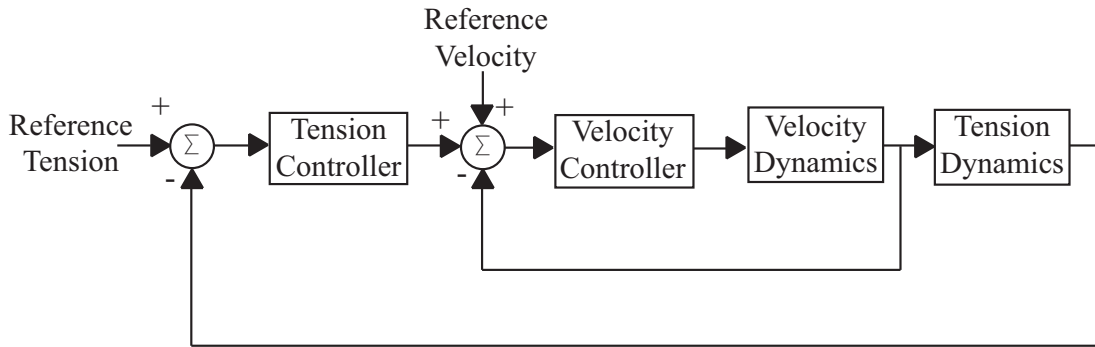 Reference
Velocity
+
+
+
Reference
Tension
Σ
Tension
Controller
Σ
Velocity
Controller
Velocity
Dynamics
Tension
Dynamics
-
-